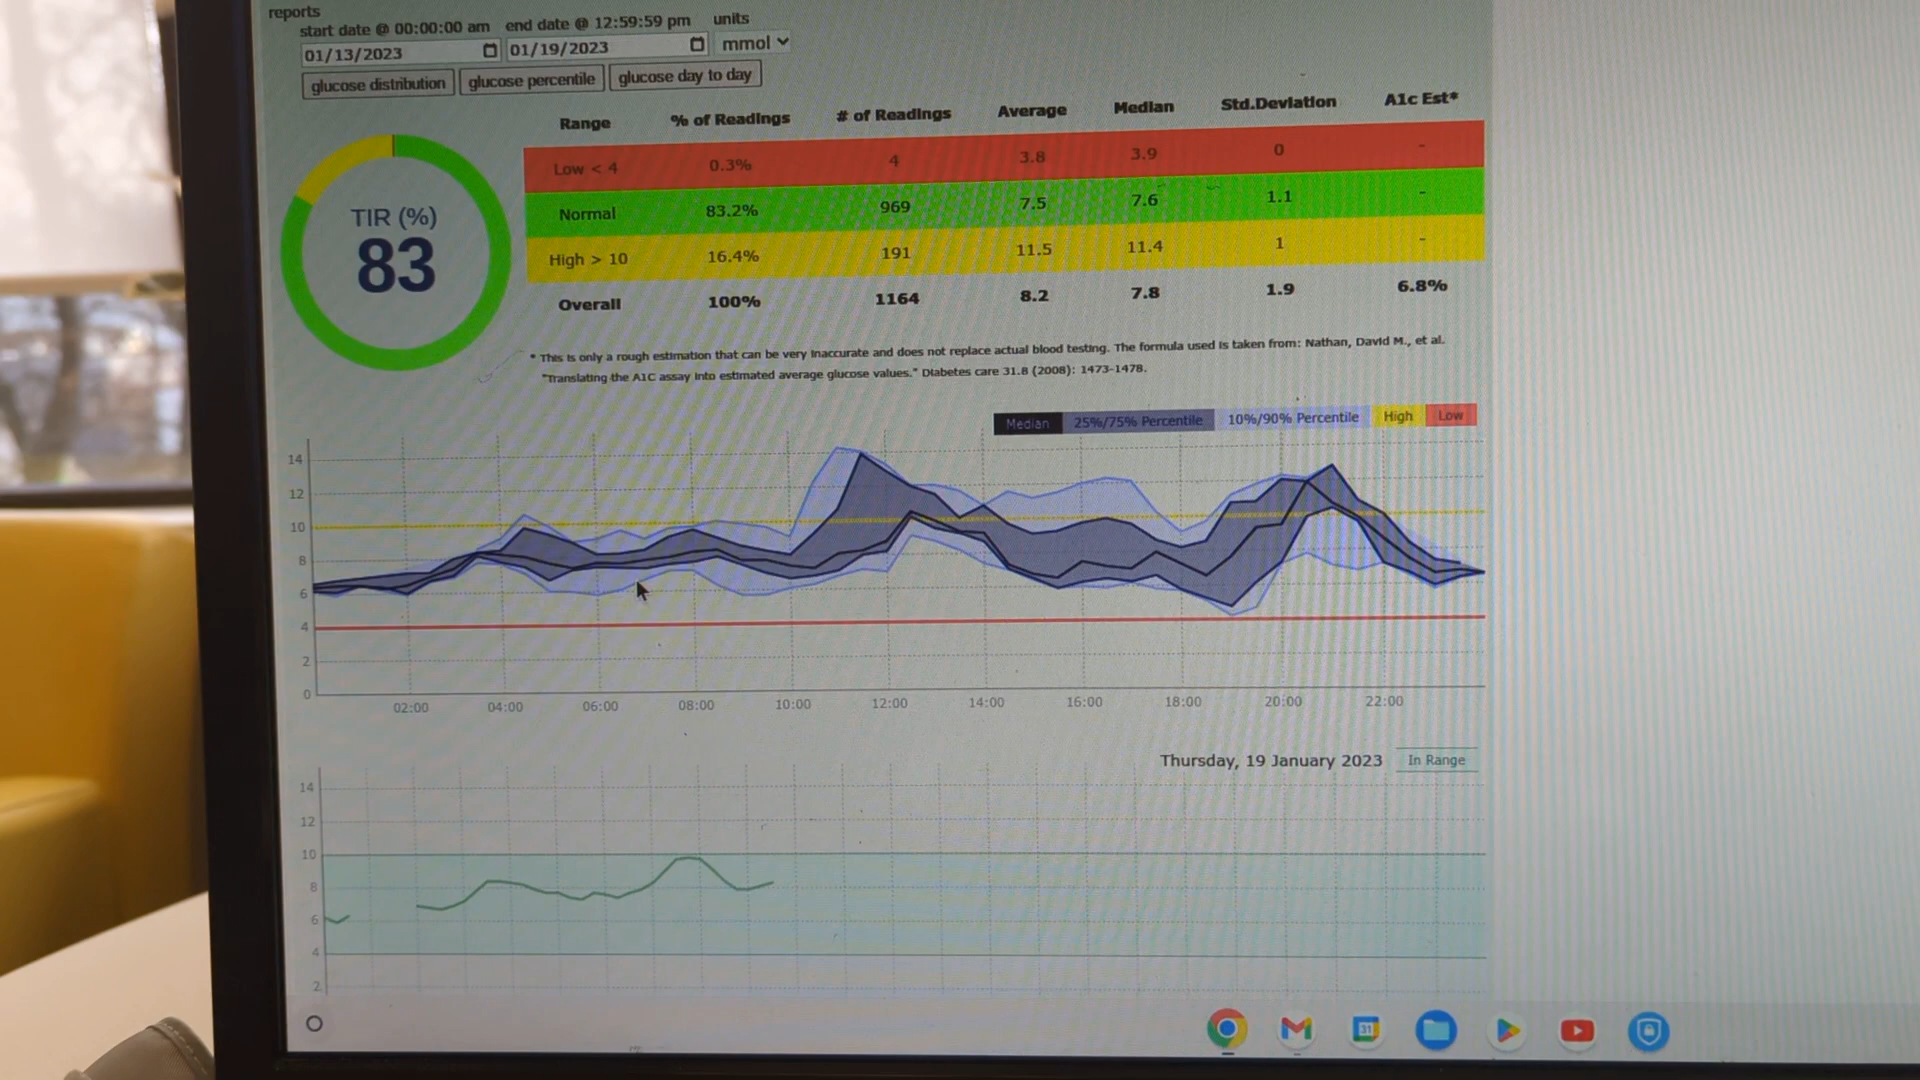 reports
start date @ 00:00:00 am end date @ 12:59:59 pm units
01/13/2023 01/19/2023 mmol
glucose distribution glucose percentile glucose day to day
Range % of Readings # of Readings Average Median Std.Deviation A1c Est*
Low < 4 0.3% 4 3.8 3.9 0 -
Normal 83.2% 969 7.5 7.6 1.1 -
High > 10 16.4% 191 11.5 11.4 1 -
Overall 100% 1164 8.2 7.8 1.9 6.8%
TIR (%)
83
* This is only a rough estimation that can be very inaccurate and does not replace actual blood testing. The formula used is taken from: Nathan, David M., et al.
"Translating the A1C assay into estimated average glucose values." Diabetes care 31.8 (2008): 1473-1478.
Median 25%/75% Percentile 10%/90% Percentile High Low
14
12
10
8
6
4
2
0
02:00 04:00 06:00 08:00 10:00 12:00 14:00 16:00 18:00 20:00 22:00
Thursday, 19 January 2023 In Range
14
12
10
8
6
4
2
31